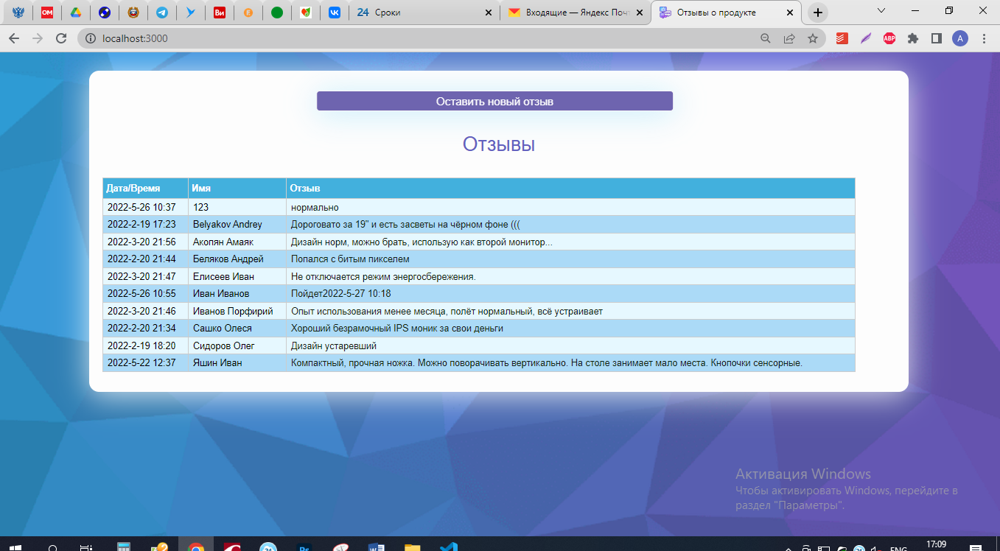 OM
Ви
24 Сроки
Входящие — Яндекс Поч
Отзывы о продукте
localhost:3000
ABP
A
Оставить новый отзыв
Отзывы
Дата/Время Имя Отзыв
2022-5-26 10:37 123 нормально
2022-2-19 17:23 Belyakov Andrey Дороговато за 19" и есть засветы на чёрном фоне (((
2022-3-20 21:56 Акопян Амаяк Дизайн норм, можно брать, использую как второй монитор...
2022-2-20 21:44 Беляков Андрей Попался с битым пикселем
2022-3-20 21:47 Елисеев Иван Не отключается режим энергосбережения.
2022-5-26 10:55 Иван Иванов Пойдет2022-5-27 10:18
2022-3-20 21:46 Иванов Порфирий Опыт использования менее месяца, полёт нормальный, всё устраивает
2022-2-20 21:34 Сашко Олеся Хороший безрамочный IPS моник за свои деньги
2022-2-19 18:20 Сидоров Олег Дизайн устаревший
2022-5-22 12:37 Яшин Иван Компактный, прочная ножка. Можно поворачивать вертикально. На столе занимает мало места. Кнопочки сенсорные.
Активация Windows
Чтобы активировать Windows, перейдите в
раздел "Параметры".
24
Ps
ENG
17:09